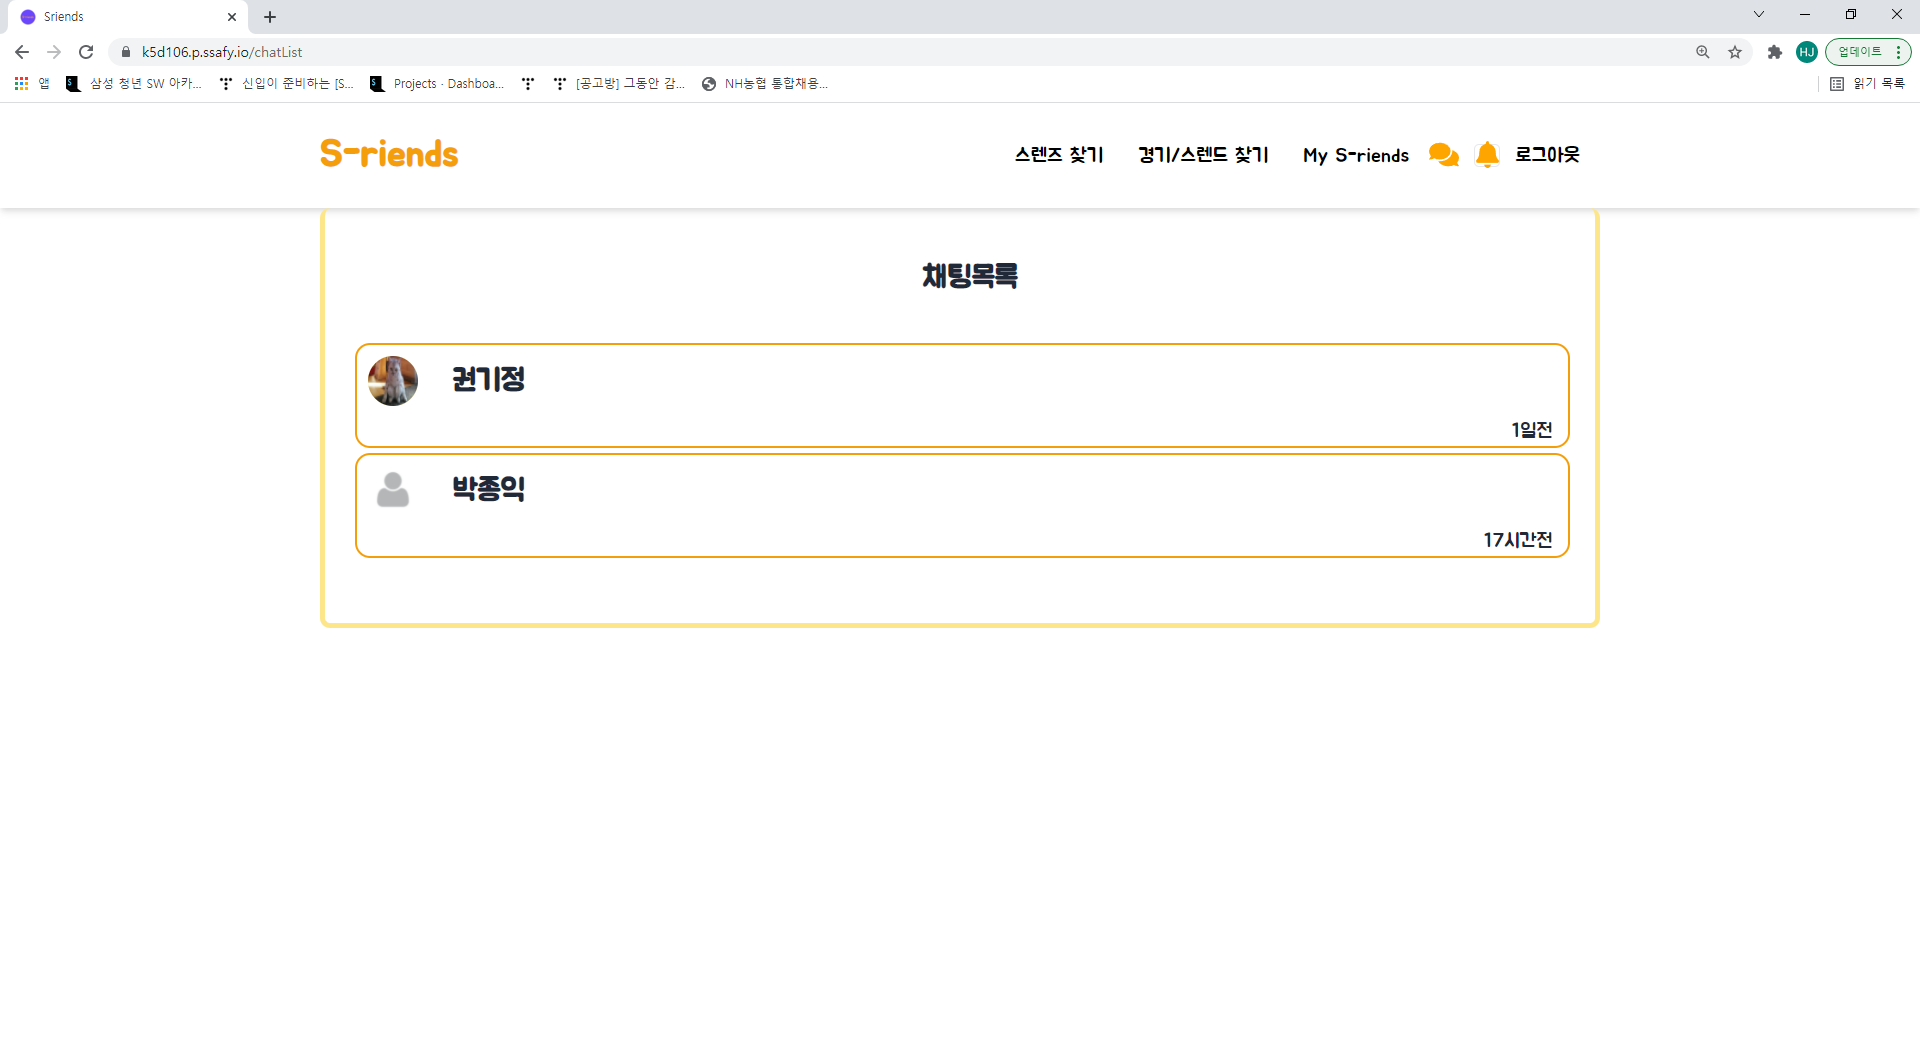 Sriends
k5d106.p.ssafy.io/chatList
HJ
업데이트
앱
삼성 청년 SW 아카...
신입이 준비하는 [S...
Projects · Dashboa...
[공고방] 그동안 감...
NH농협 통합채용...
읽기 목록
S-riends
스렌즈 찾기
경기/스렌드 찾기
My S-riends
로그아웃
채팅목록
권기정
1일전
박종익
17시간전